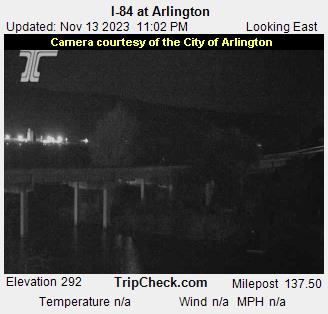 I-84 at Arlington
Updated: Nov 13 2023 11:02 PM Looking East
Camera courtesy of the City of Arlington
Elevation 292 TripCheck.com Milepost 137.50
Temperature n/a Wind n/a MPH n/a